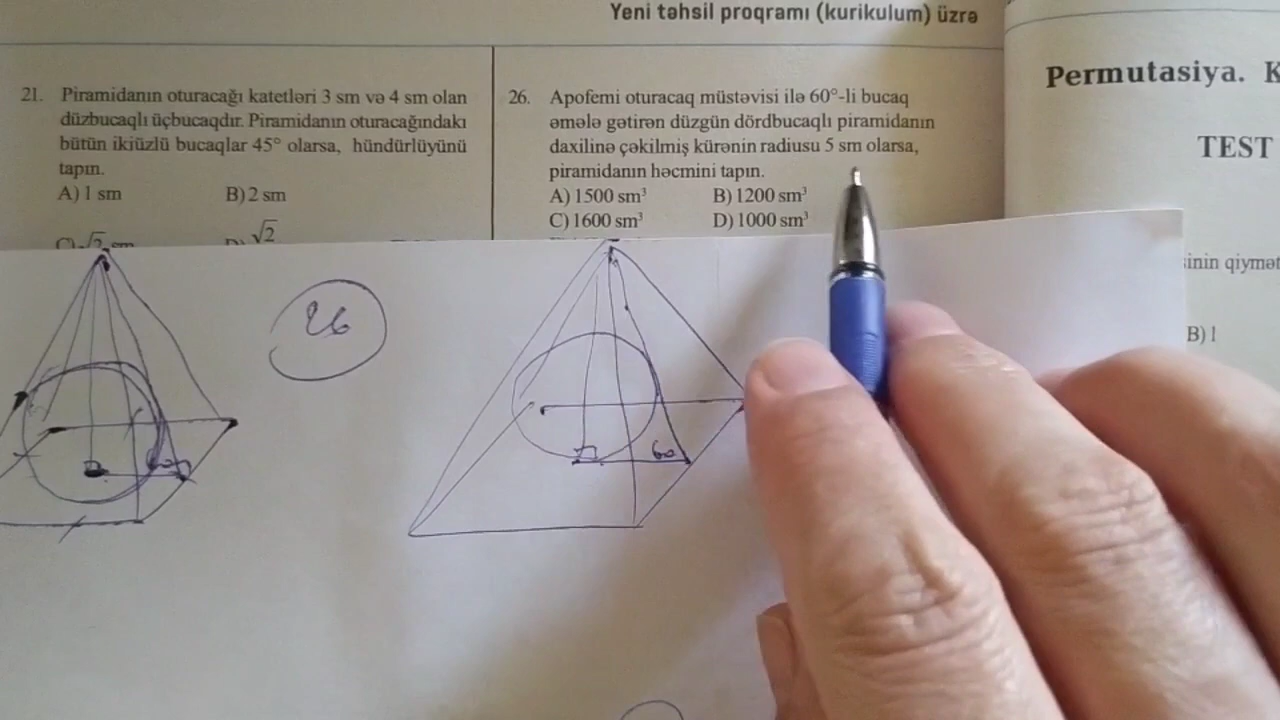 Yeni təhsil proqramı (kurikulum) üzrə
21. Piramidanın oturacağı katetləri 3 sm və 4 sm olan
düzbucaqlı üçbucaqdır. Piramidanın oturacağındakı
bütün ikiüzlü bucaqlar 45° olarsa, hündürlüyünü
tapın.
A) 1 sm B) 2 sm
26. Apofemi oturacaq müstəvisi ilə 60°-li bucaq
əmələ gətirən düzgün dördbucaqlı piramidanın
daxilinə çəkilmiş kürənin radiusu 5 sm olarsa,
piramidanın həcmini tapın.
A) 1500 sm³ B) 1200 sm³
C) 1600 sm³ D) 1000 sm³
Permutasiya.
TEST
B) 1
26
60